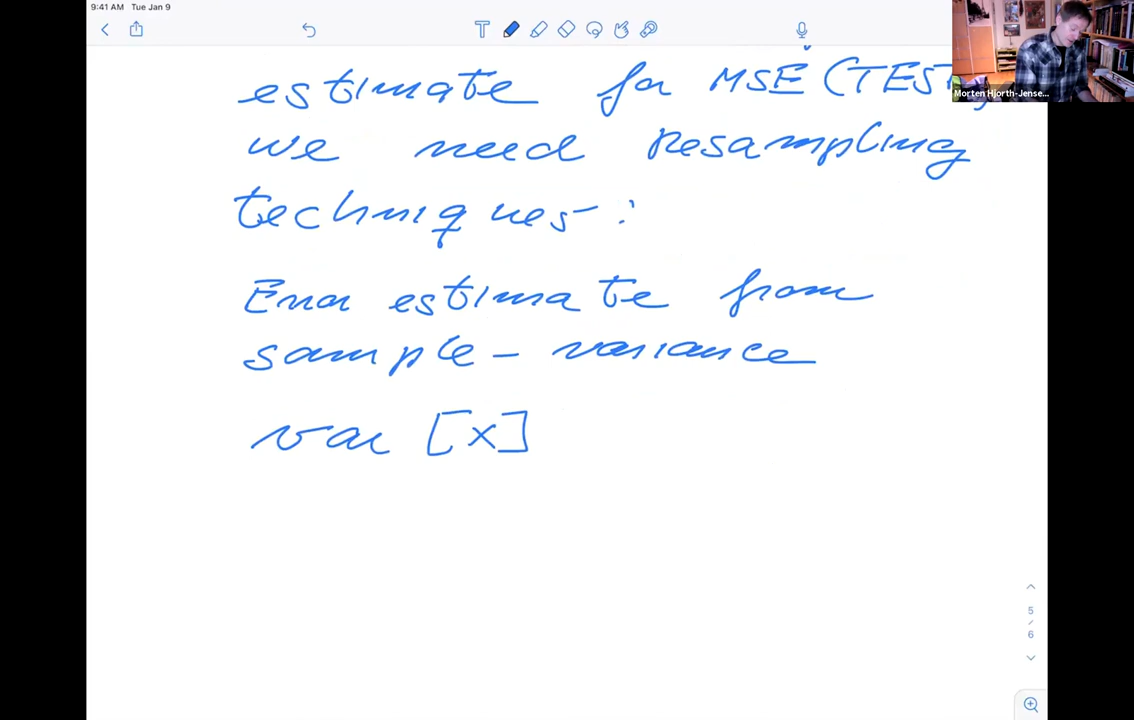 9:41 AM Tue Jan 9
estimate for MSE (TEST)
Morten Hjorth-Jense...
we need Resampling
techniques:
Error estimate from
sample-variance
var [x]
5
/
6